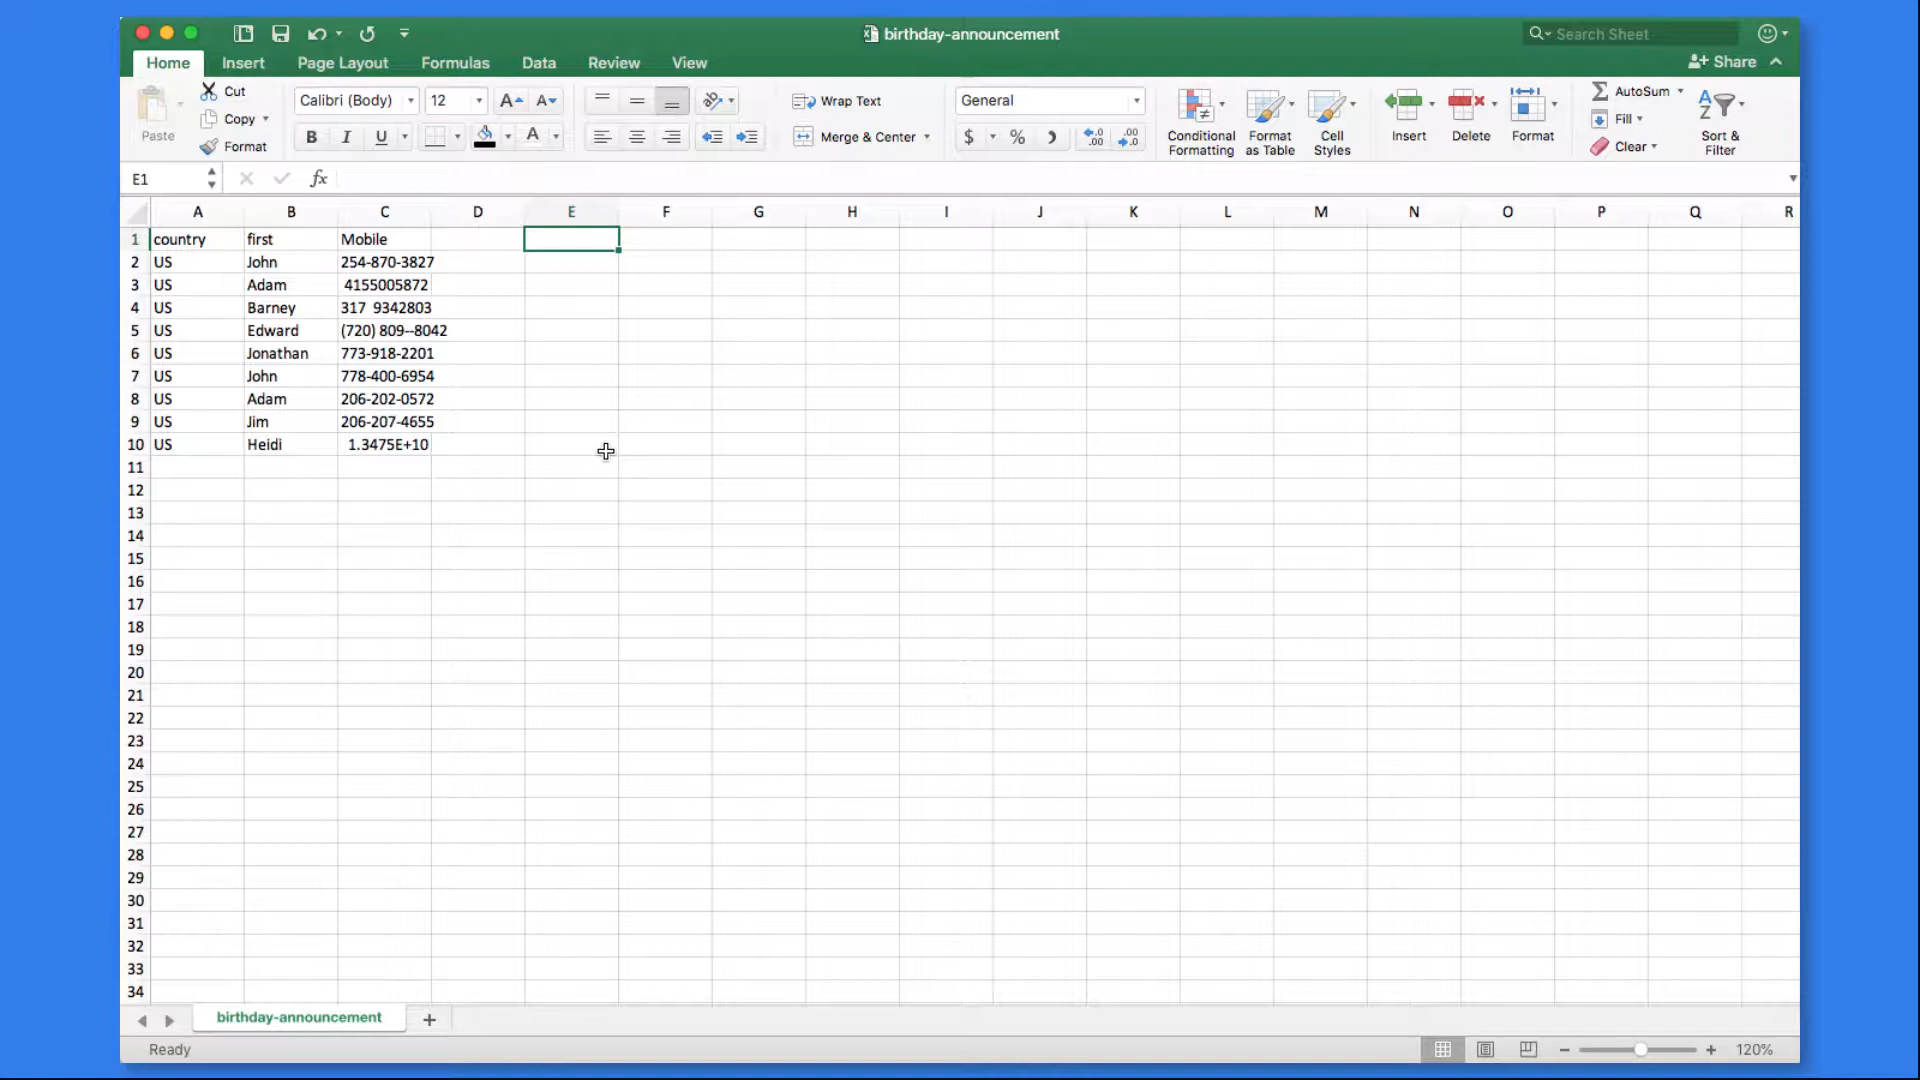 birthday-announcement
Search Sheet
Home Insert Page Layout Formulas Data Review View
Share
Paste
Cut
Copy
Format
Calibri (Body) 12
B I U A
Wrap Text
Merge & Center
General
$ % )
Conditional Formatting
Format as Table
Cell Styles
Insert
Delete
Format
AutoSum
Fill
Clear
Sort & Filter
E1 fx
A B C D E F G H I J K L M N O P Q R
1 country first Mobile
2 US John 254-870-3827
3 US Adam 4155005872
4 US Barney 317  9342803
5 US Edward (720) 809--8042
6 US Jonathan 773-918-2201
7 US John 778-400-6954
8 US Adam 206-202-0572
9 US Jim 206-207-4655
10 US Heidi 1.3475E+10
11
12
13
14
15
16
17
18
19
20
21
22
23
24
25
26
27
28
29
30
31
32
33
34
birthday-announcement +
Ready
120%